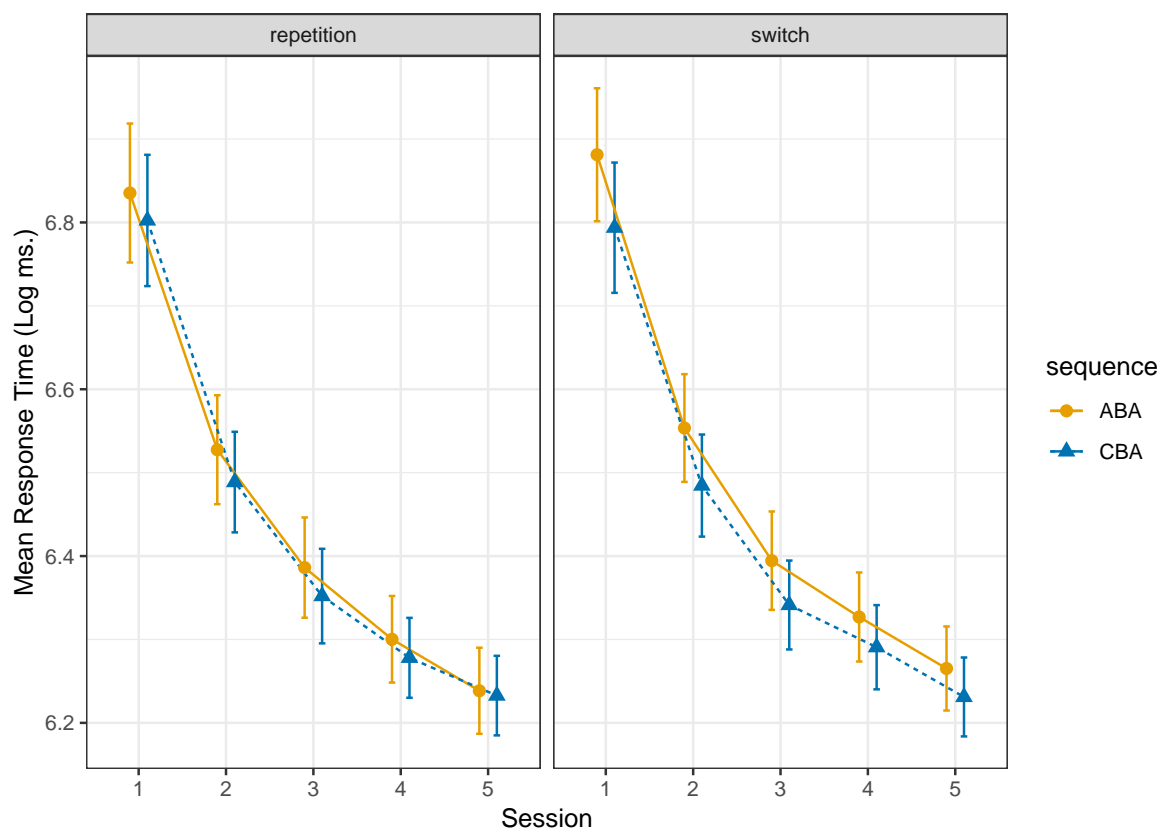 repetition
switch
Mean Response Time (Log ms.)
6.8
6.6
6.4
6.2
1 2 3 4 5
1 2 3 4 5
Session
sequence
ABA
CBA